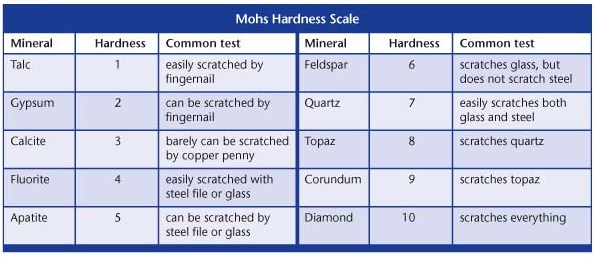 Mohs Hardness Scale
Mineral Hardness Common test Mineral Hardness Common test
Talc 1 easily scratched by
fingernail
Feldspar 6 scratches glass, but
does not scratch steel
Gypsum 2 can be scratched by
fingernail
Quartz 7 easily scratches both
glass and steel
Calcite 3 barely can be scratched
by copper penny
Topaz 8 scratches quartz
Fluorite 4 easily scratched with
steel file or glass
Corundum 9 scratches topaz
Apatite 5 can be scratched by
steel file or glass
Diamond 10 scratches everything